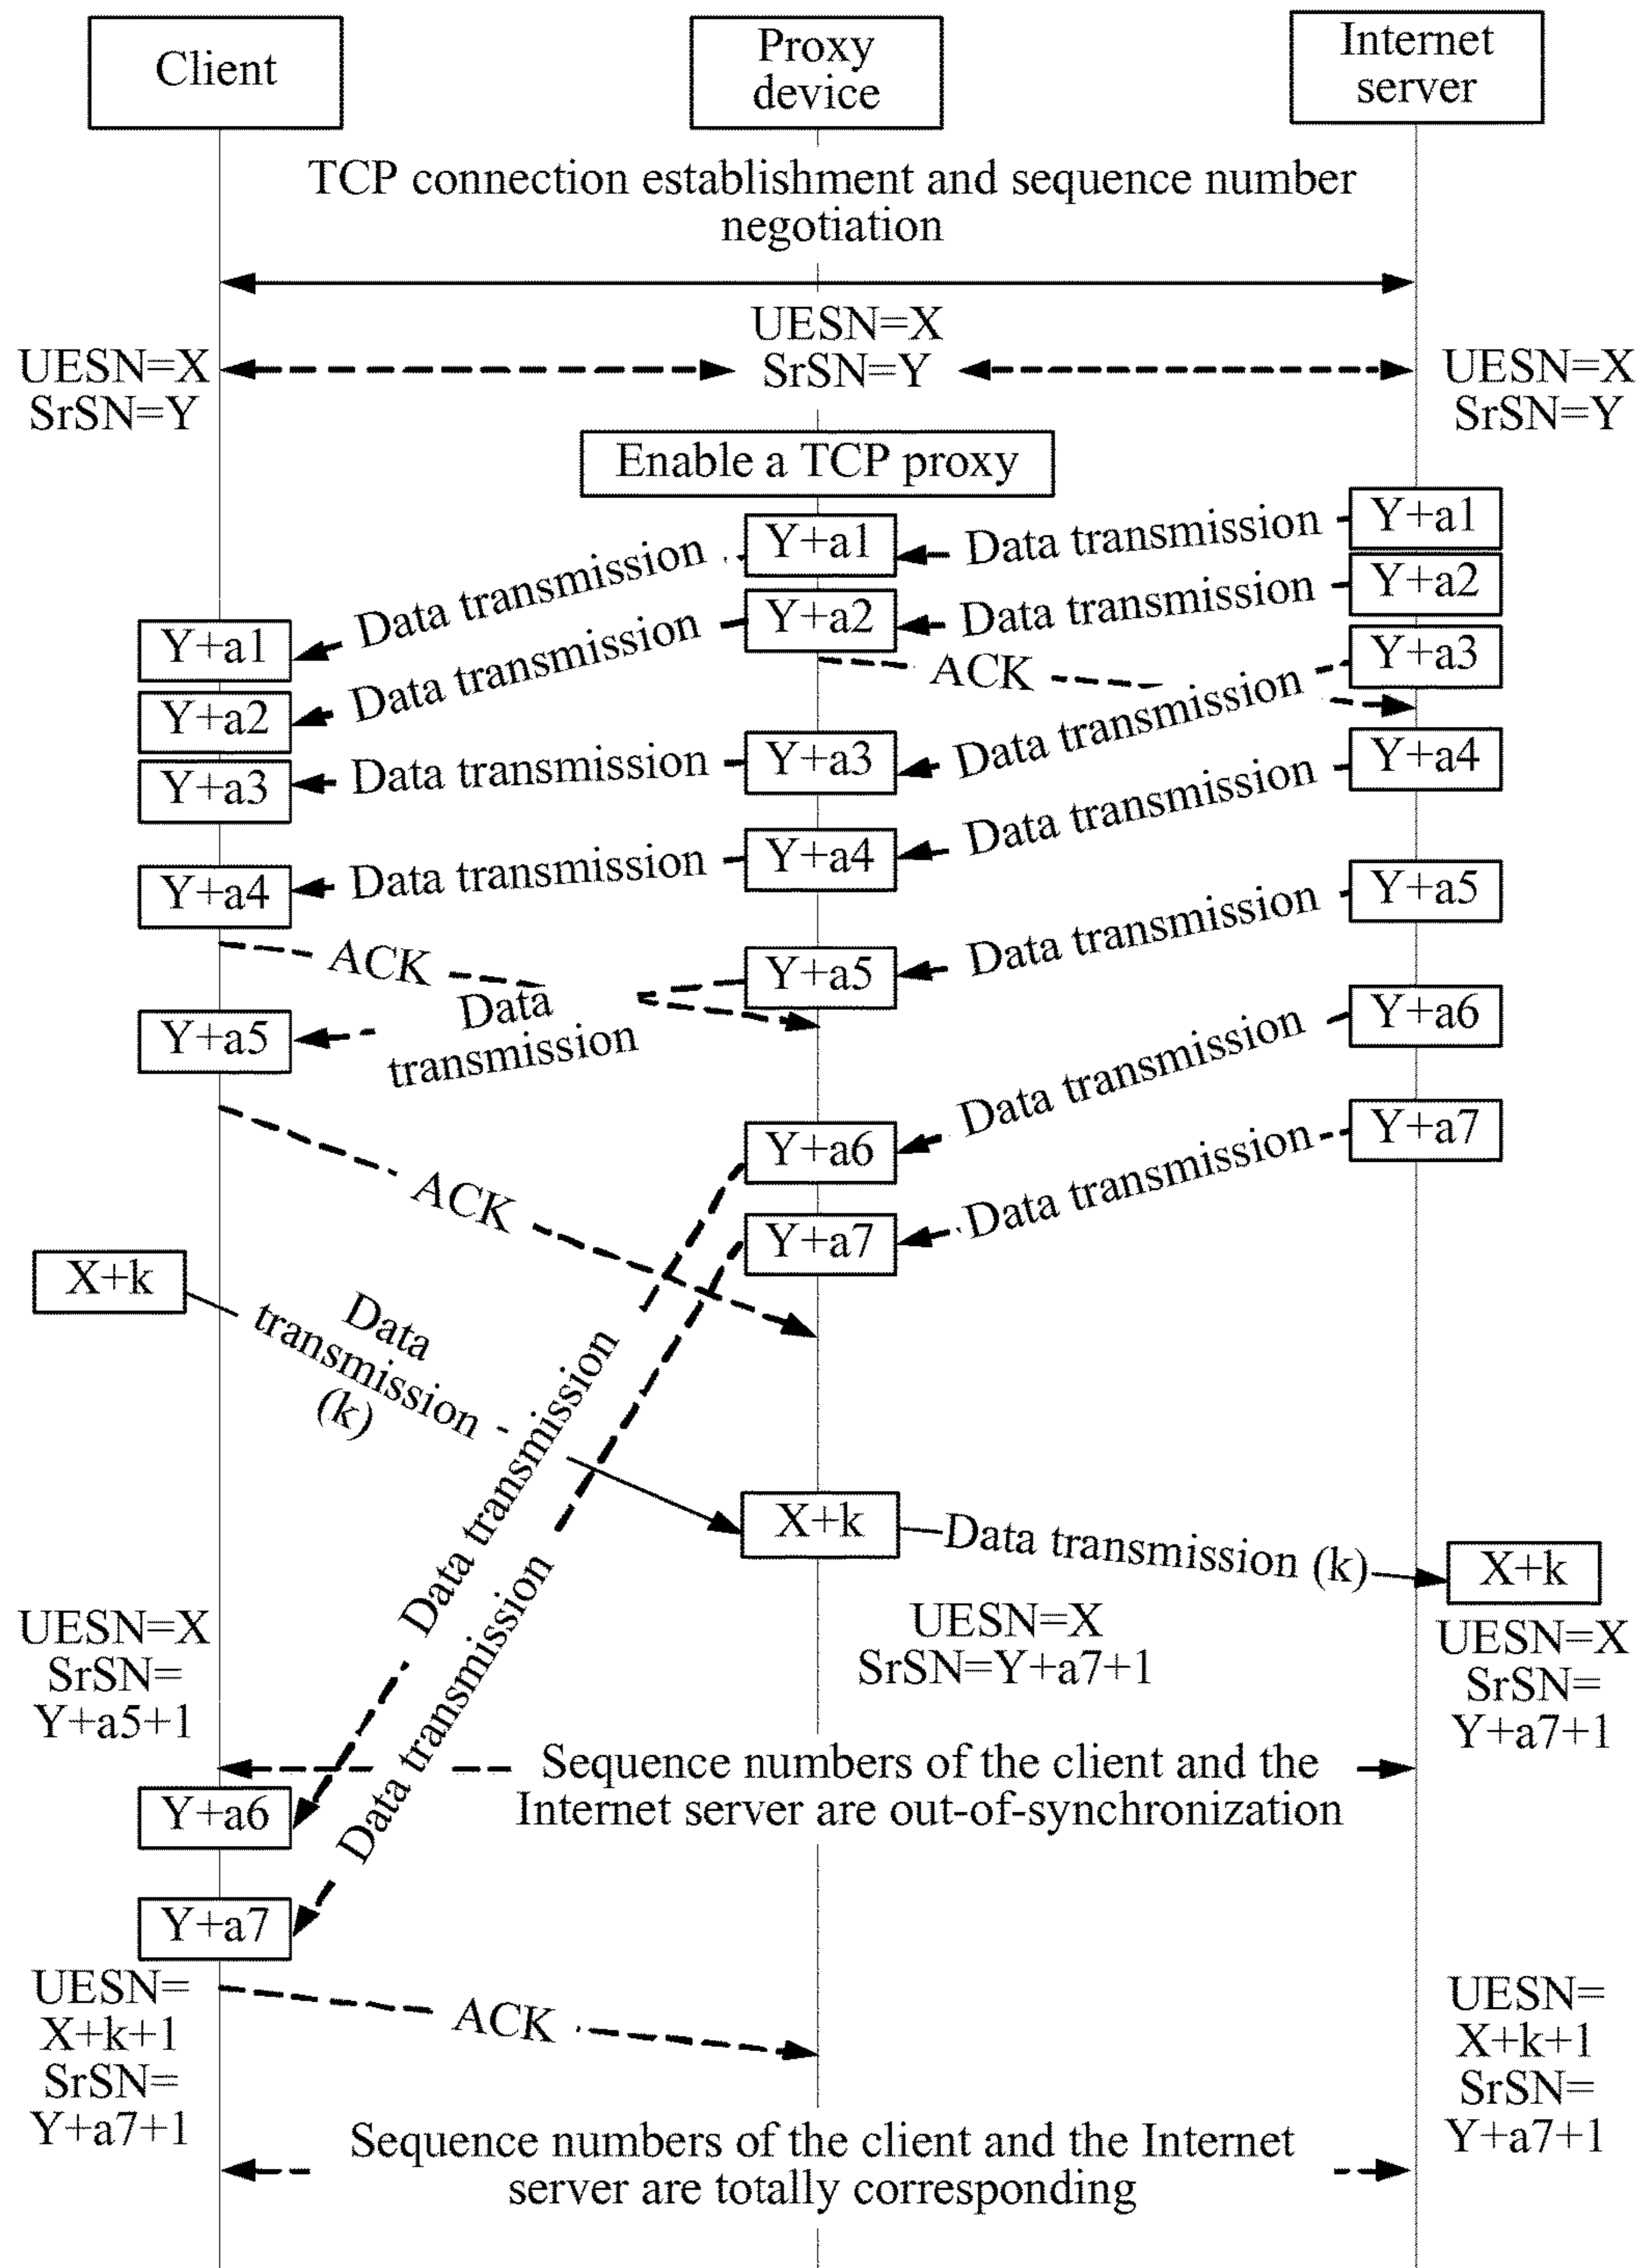 Client
Proxy
device
Internet
server
TCP connection establishment and sequence number
negotiation
UESN=X
SrSN=Y
UESN=X
SrSN=Y
UESN=X
SrSN=Y
Enable a TCP proxy
Y+a1
Data transmission
Y+a1
Data transmission
Y+a1
Y+a2
Data transmission
Y+a2
Data transmission
Y+a2
Y+a3
ACK
Data transmission
Y+a3
Data transmission
Y+a3
Y+a4
Data transmission
Y+a4
Data transmission
Y+a4
Y+a5
Data transmission
ACK
Y+a5
Data
transmission
Y+a5
Y+a6
Data transmission
Y+a6
Y+a7
Data transmission
Y+a7
ACK
X+k
Data
transmission
(k)
Data transmission
Data transmission
X+k
Data transmission (k)
X+k
UESN=X
SrSN=
Y+a5+1
UESN=X
SrSN=Y+a7+1
UESN=X
SrSN=
Y+a7+1
Sequence numbers of the client and the
Internet server are out-of-synchronization
Y+a6
Y+a7
UESN=
X+k+1
SrSN=
Y+a7+1
ACK
UESN=
X+k+1
SrSN=
Y+a7+1
Sequence numbers of the client and the Internet
server are totally corresponding